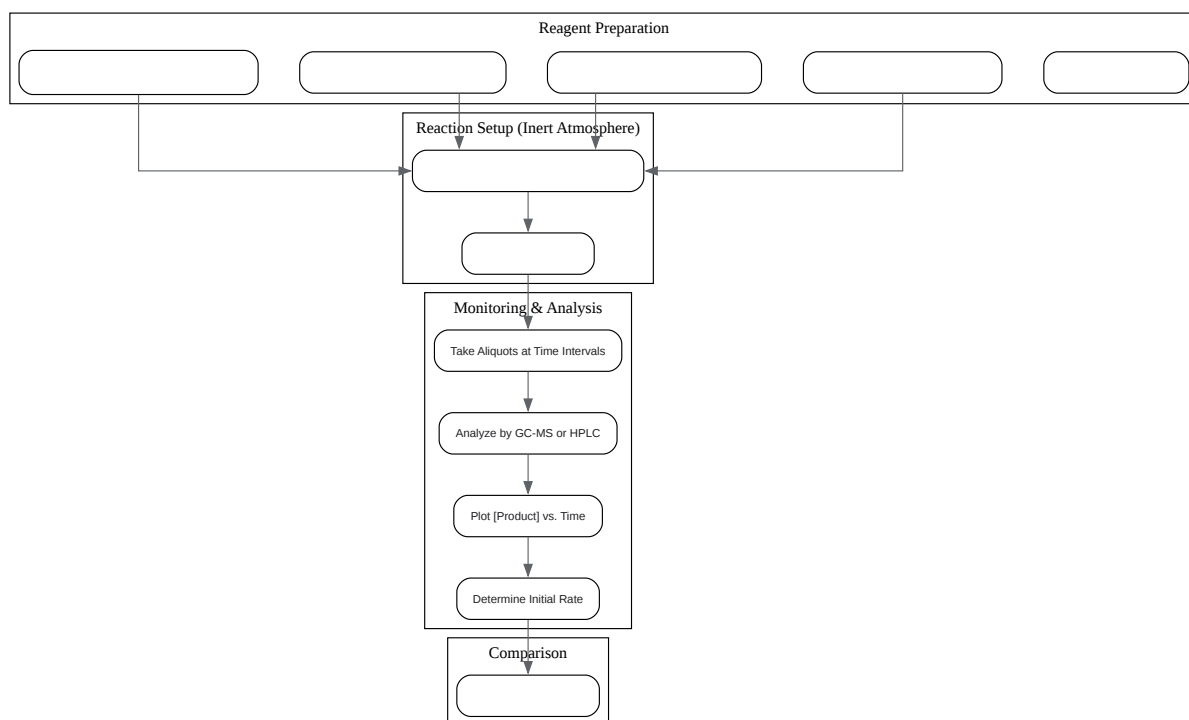 Reagent Preparation
Reaction Setup (Inert Atmosphere)
Monitoring & Analysis
Take Aliquots at Time Intervals
Analyze by GC-MS or HPLC
Plot [Product] vs. Time
Determine Initial Rate
Comparison